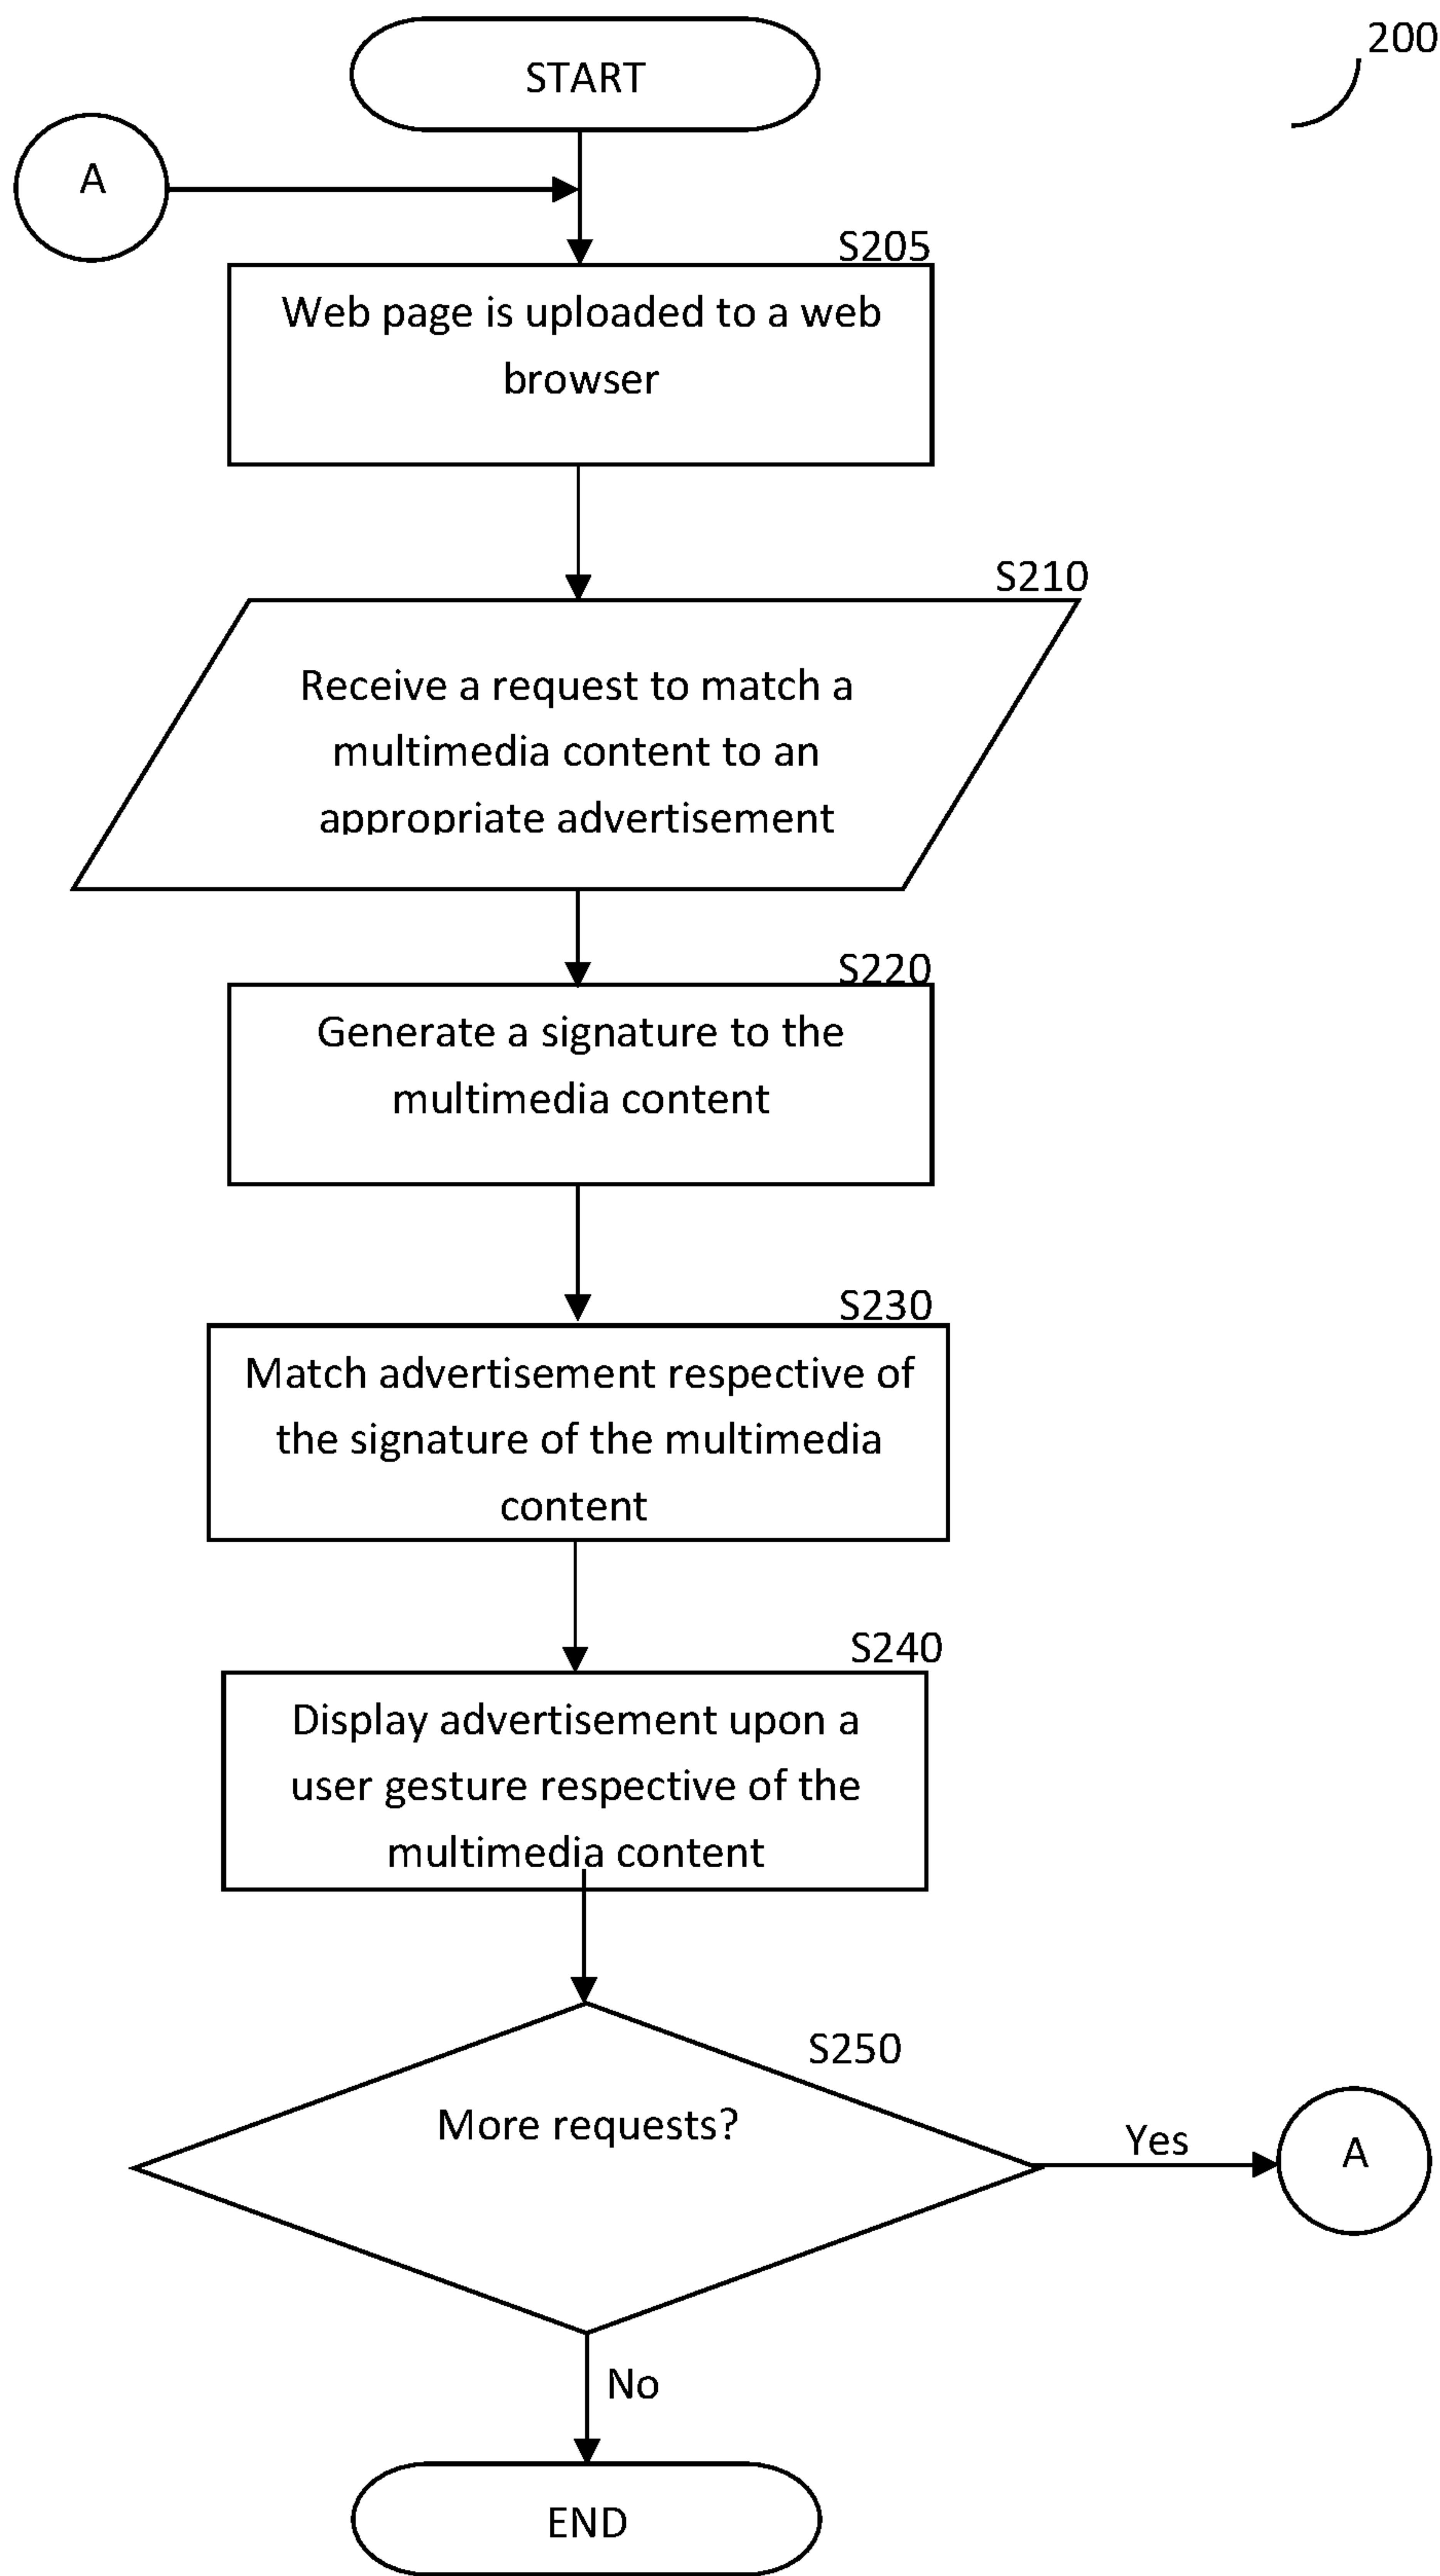 START
200
A
S205
Web page is uploaded to a web
browser
S210
Receive a request to match a
multimedia content to an
appropriate advertisement
S220
Generate a signature to the
multimedia content
S230
Match advertisement respective of
the signature of the multimedia
content
S240
Display advertisement upon a
user gesture respective of the
multimedia content
S250
More requests?
Yes
A
No
END